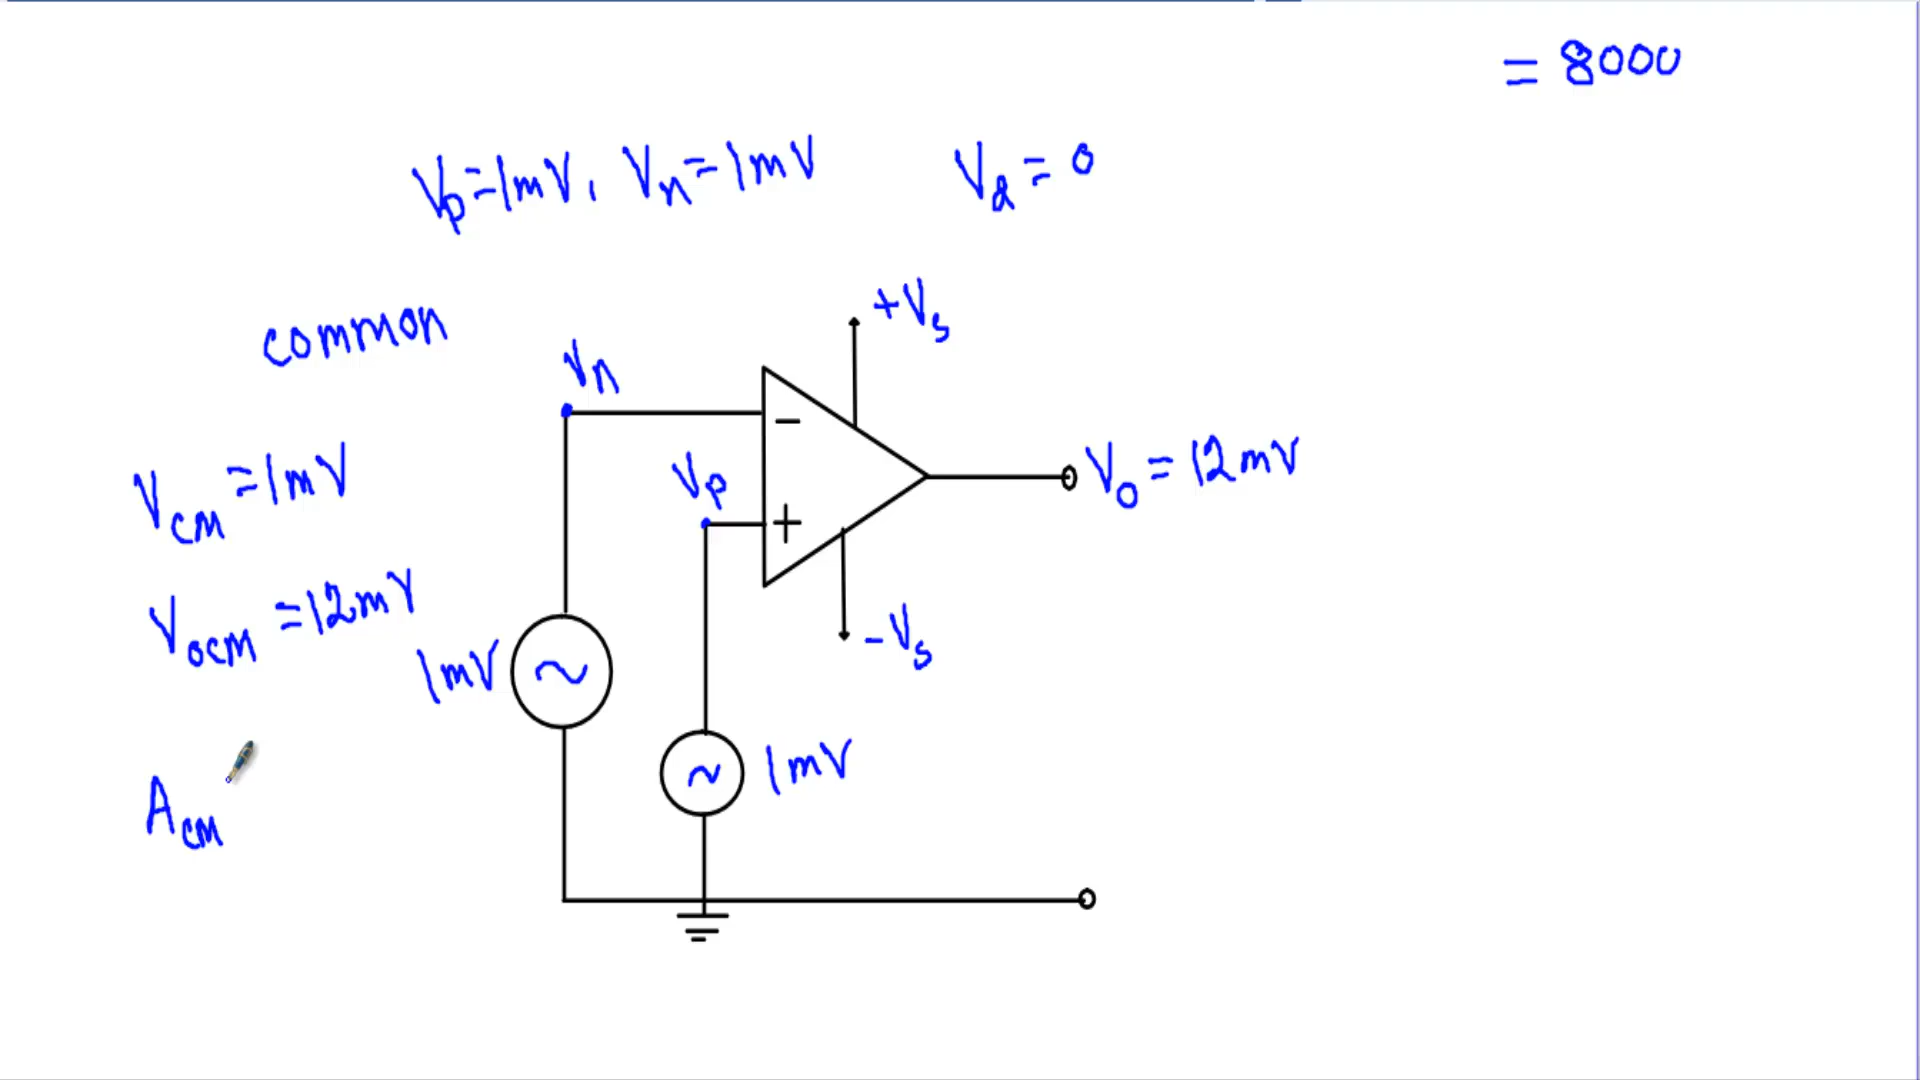 = 8000
Vp=1mV, Vn=1mV Vd = 0
common
+Vs
Vn
−
Vcm =1mV
Vp
Vo = 12mV
+
Vocm =12mV
-Vs
1mV
1mV
Acm